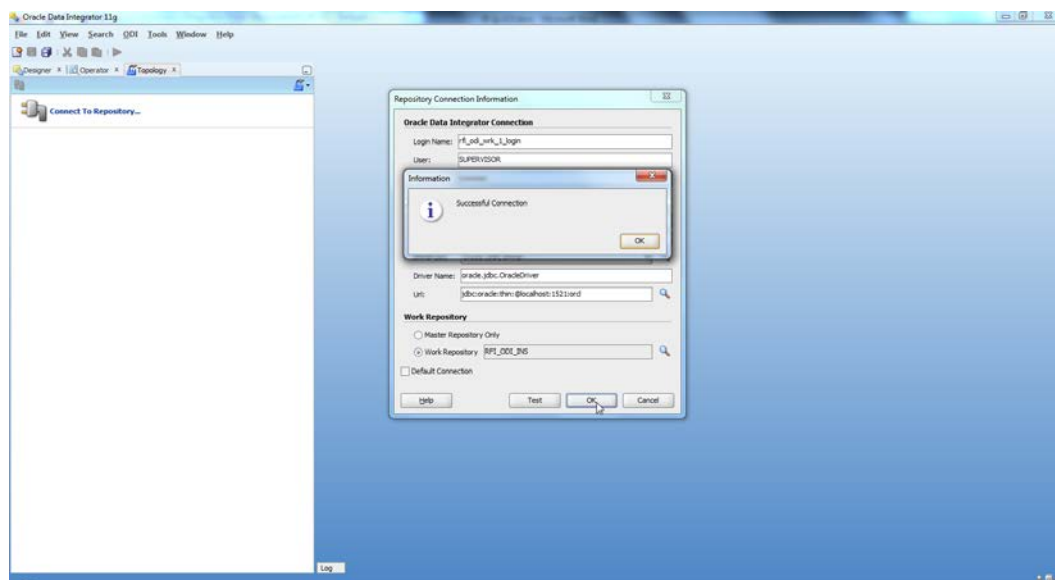 Oracle Data Integrator 11g
File Edit View Search ODI Tools Window Help
Designer Operator Topology
Connect To Repository...
Repository Connection Information
Oracle Data Integrator Connection
Login Name: rfi_odi_wrk_1_login
User: SUPERVISOR
Information
Successful Connection
OK
Driver Name: oracle.jdbc.OracleDriver
Url: jdbc:oracle:thin:@localhost:1521:ord
Work Repository
Master Repository Only
Work Repository RFI_ODI_INS
Default Connection
Help Test OK Cancel
Log